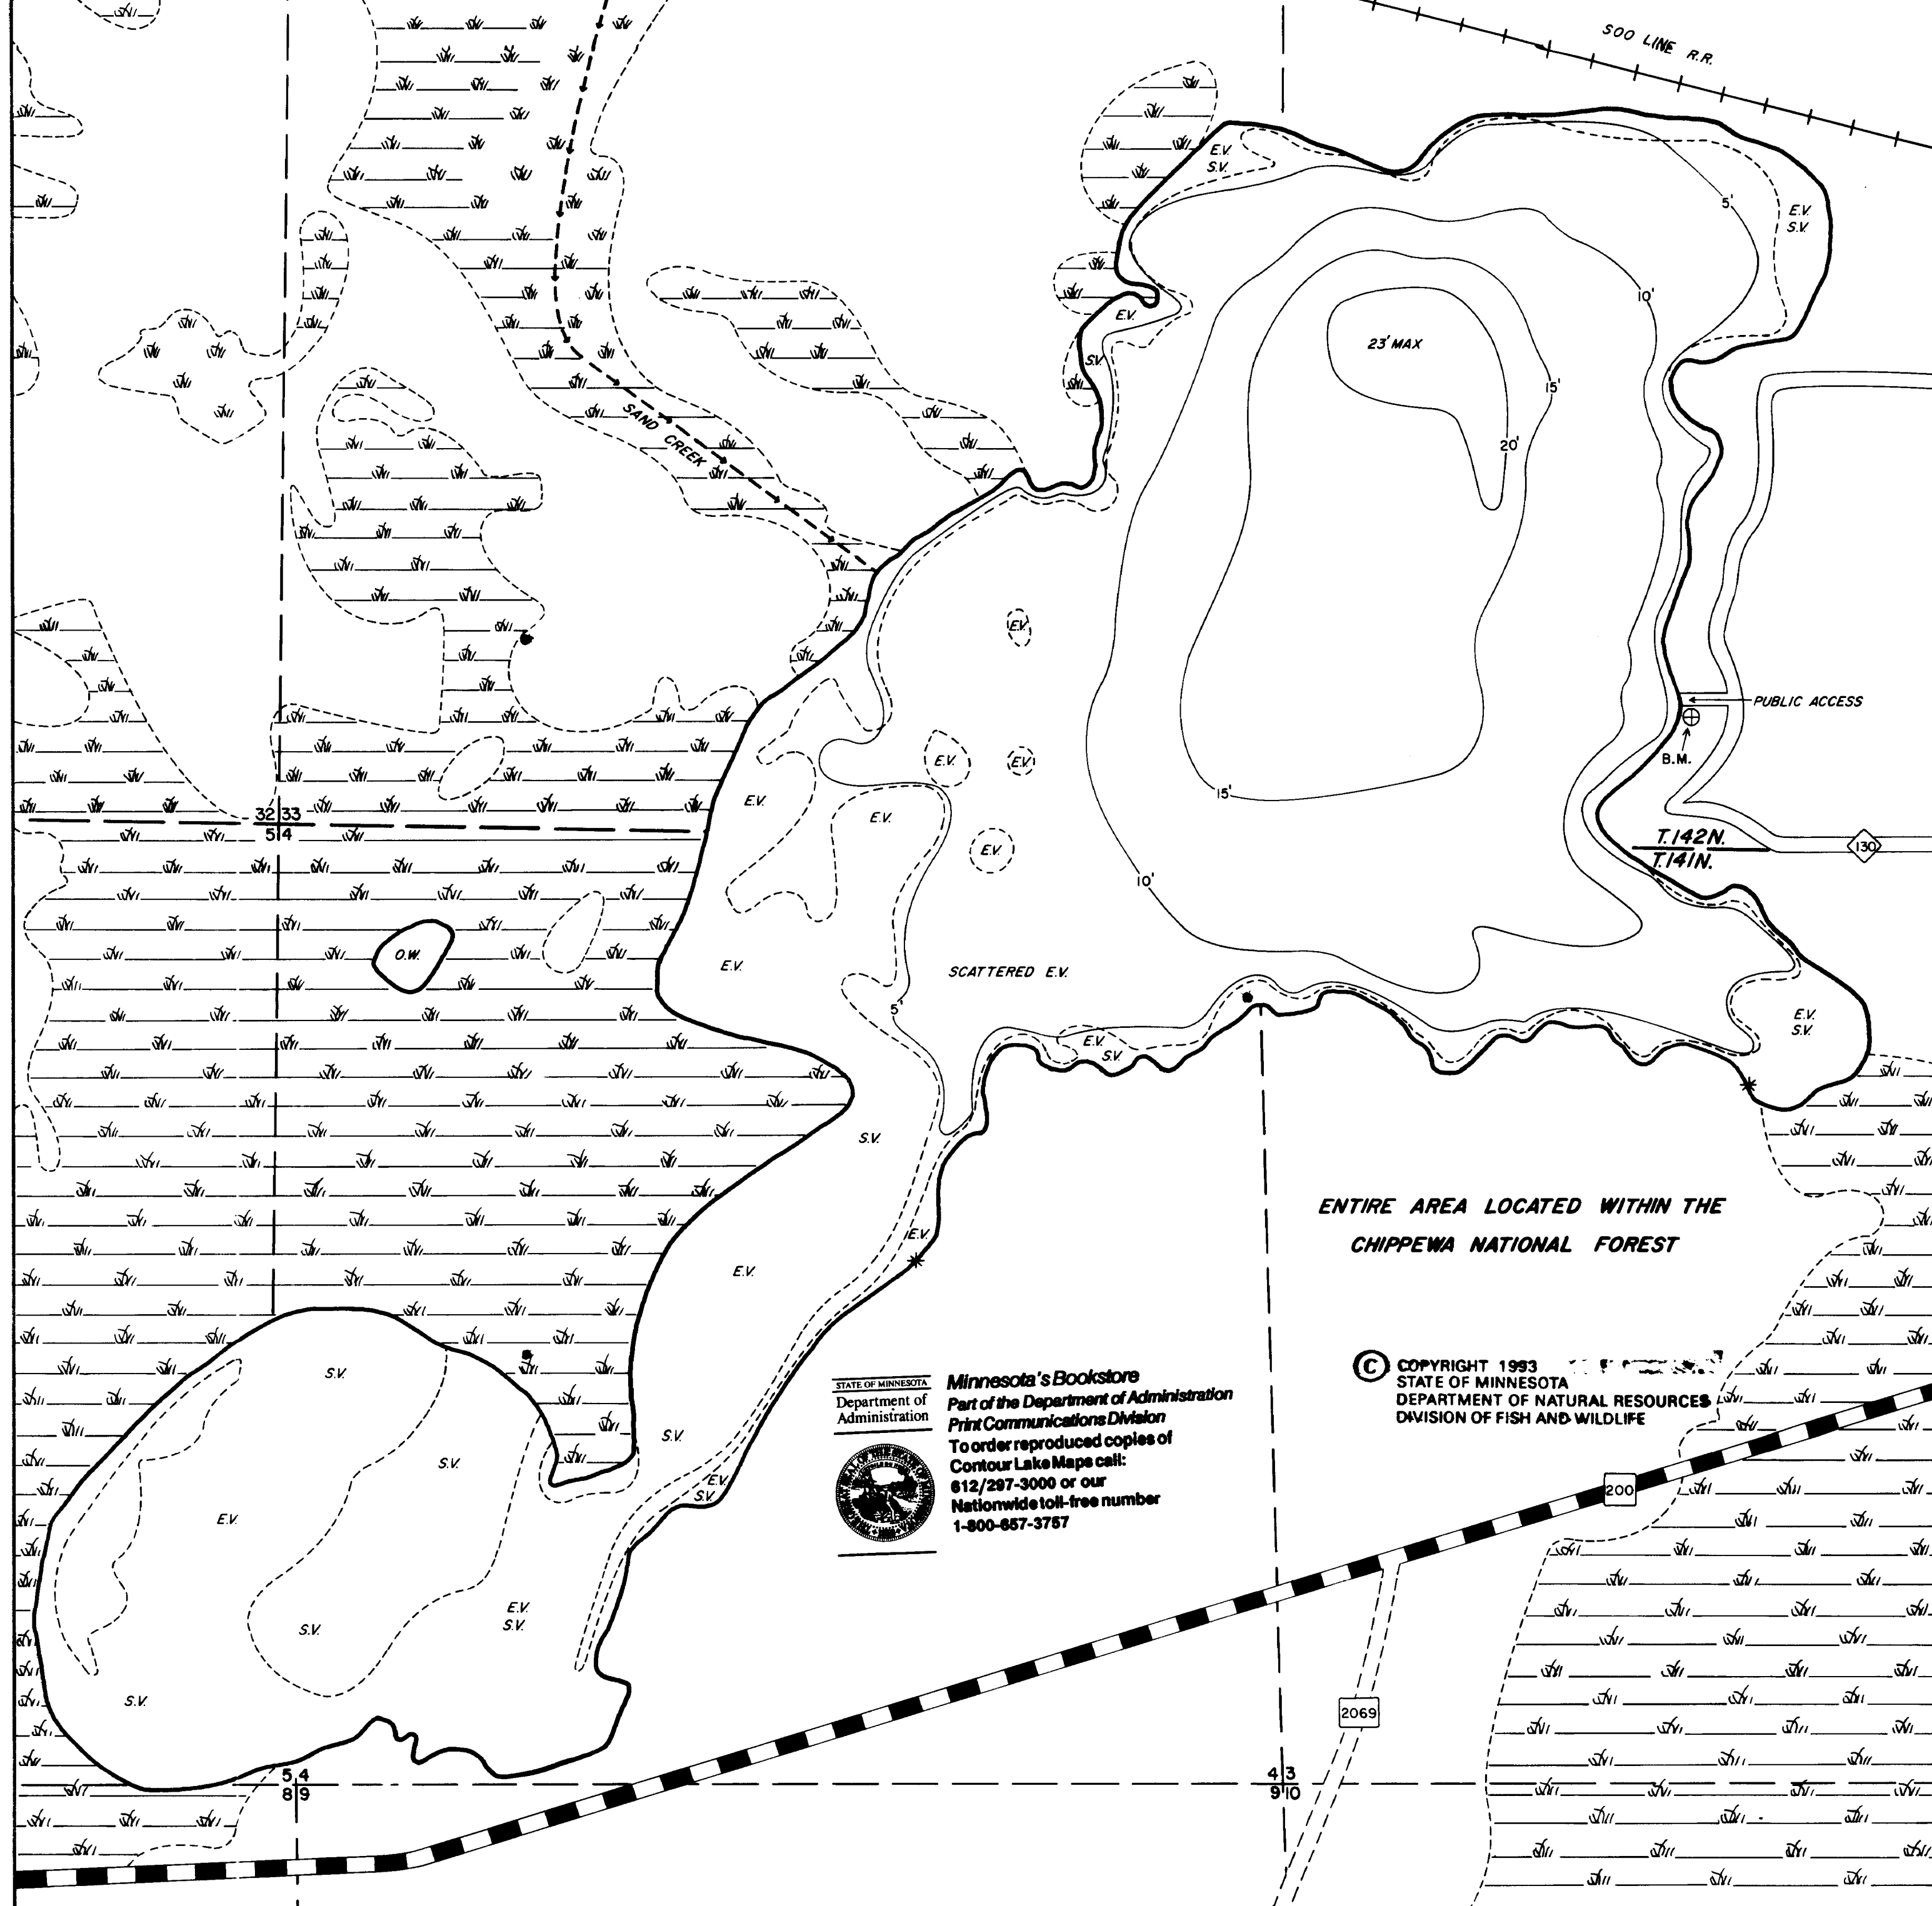 SOO LINE R.R.
E.V.
S.V.
5'
E.V.
S.V.
10'
E.V.
23' MAX
S.V.
15'
SAND CREEK
20'
E.V.
PUBLIC ACCESS
B.M.
E.V.
E.V.
E.V.
15'
32 33
5 4
E.V.
T.142N.
T.141N.
130
E.V.
10'
O.W.
E.V.
SCATTERED E.V.
5'
E.V.
S.V.
E.V.
S.V.
S.V.
ENTIRE AREA LOCATED WITHIN THE
CHIPPEWA NATIONAL FOREST
E.V.
E.V.
S.V.
STATE OF MINNESOTA
Department of
Administration
Minnesota's Bookstore
Part of the Department of Administration
Print Communications Division
To order reproduced copies of
Contour Lake Maps call:
612/297-3000 or our
Nationwide toll-free number
1-800-657-3757
© COPYRIGHT 1993
STATE OF MINNESOTA
DEPARTMENT OF NATURAL RESOURCES
DIVISION OF FISH AND WILDLIFE
S.V.
S.V.
E.V.
S.V.
200
E.V.
E.V.
S.V.
S.V.
S.V.
2069
5 4
8 9
4 3
9 10